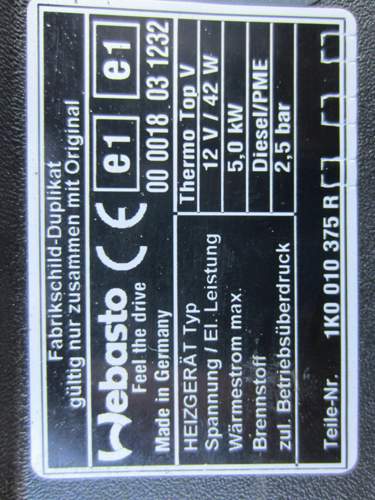 Fabrikschild-Duplikat
gültig nur zusammen mit Original
Webasto CE e1 e1
Feel the drive
Made in Germany 00 0018 03 1232
HEIZGERÄT Typ Thermo Top V
Spannung / El. Leistung 12 V / 42 W
Wärmestrom max. 5,0 kW
Brennstoff Diesel/PME
zul. Betriebsüberdruck 2,5 bar
Teile-Nr. 1K0 010 375 R [ ] [ ] [ ]